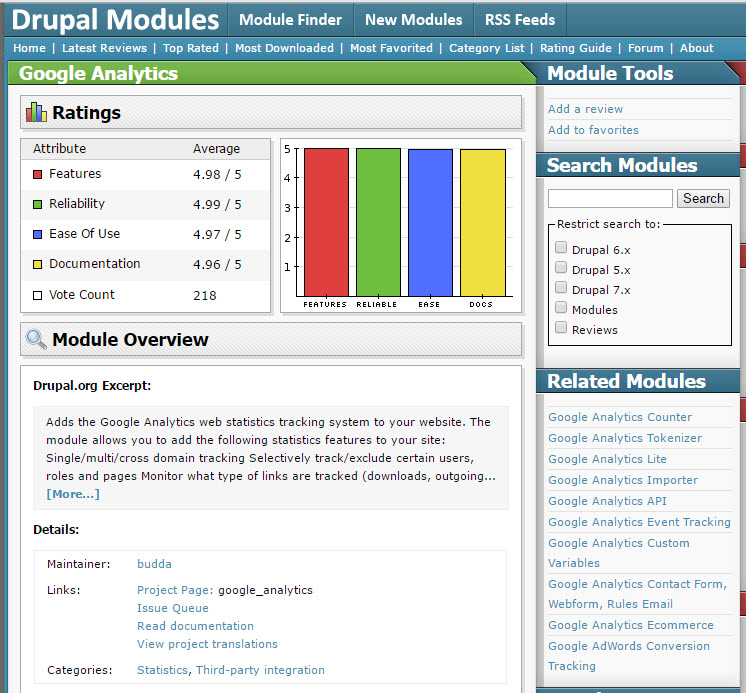 Drupal Modules
Module Finder
New Modules
RSS Feeds
Home | Latest Reviews | Top Rated | Most Downloaded | Most Favorited | Category List | Rating Guide | Forum | About
Google Analytics
Ratings
Attribute Average
Features 4.98 / 5
Reliability 4.99 / 5
Ease Of Use 4.97 / 5
Documentation 4.96 / 5
Vote Count 218
5
4
3
2
1
FEATURES RELIABLE EASE DOCS
Module Overview
Drupal.org Excerpt:
Adds the Google Analytics web statistics tracking system to your website. The
module allows you to add the following statistics features to your site:
Single/multi/cross domain tracking Selectively track/exclude certain users,
roles and pages Monitor what type of links are tracked (downloads, outgoing...
[More...]
Details:
Maintainer: budda
Links: Project Page: google_analytics
Issue Queue
Read documentation
View project translations
Categories: Statistics, Third-party integration
Module Tools
Add a review
Add to favorites
Search Modules
Search
Restrict search to:
Drupal 6.x
Drupal 5.x
Drupal 7.x
Modules
Reviews
Related Modules
Google Analytics Counter
Google Analytics Tokenizer
Google Analytics Lite
Google Analytics Importer
Google Analytics API
Google Analytics Event Tracking
Google Analytics Custom
Variables
Google Analytics Contact Form,
Webform, Rules Email
Google Analytics Ecommerce
Google AdWords Conversion
Tracking